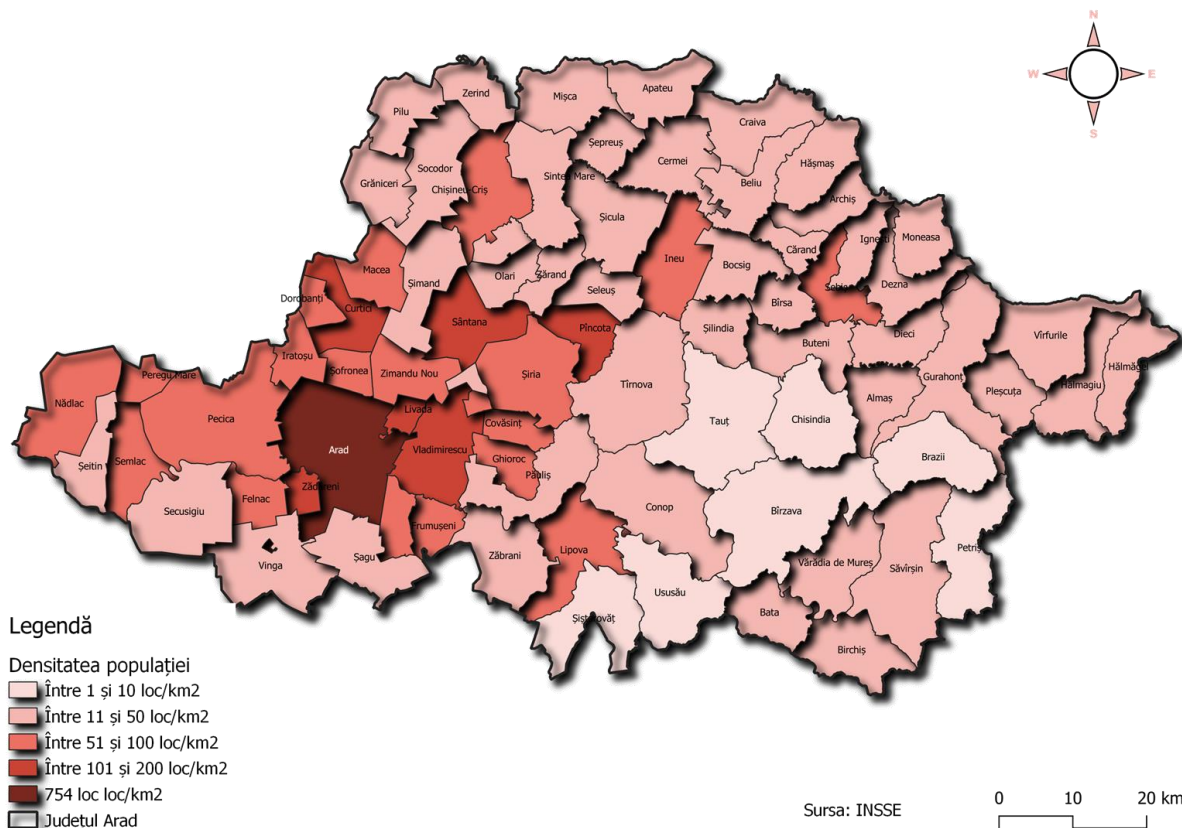 N
W
E
S
Zerind
Mișca
Apateu
Pilu
Craiva
Șepreuș
Cermei
Hășmaș
Socodor
Sintea Mare
Grăniceri
Chișineu-Criș
Beliu
Archiș
Șicula
Ignești
Moneasa
Cărand
Macea
Ineu
Bocsig
Șimand
Olari
Zărand
Dezna
Seleuș
Bîrsa
Dorobanți
Curtici
Sântana
Pîncota
Șilindia
Dieci
Vîrfurile
Buteni
Iratoșu
Șofronea
Zimandu Nou
Șiria
Hălmăgel
Peregu Mare
Tîrnova
Gurahonț
Pleșcuța
Hălmagiu
Nădlac
Almaș
Livada
Pecica
Covăsinț
Tauț
Chisindia
Arad
Vladimirescu
Ghioroc
Brazii
Șeitin
Semlac
Păuliș
Zădăreni
Felnac
Conop
Secusigiu
Bîrzava
Frumușeni
Petriș
Lipova
Zăbrani
Șagu
Vărădia de Mureș
Săvîrșin
Vinga
Ususău
Bata
Șiștarovăț
Birchiș
Legendă
Densitatea populației
Între 1 și 10 loc/km2
Între 11 și 50 loc/km2
Între 51 și 100 loc/km2
Între 101 și 200 loc/km2
754 loc loc/km2
Județul Arad
Sursa: INSSE
0 10 20 km